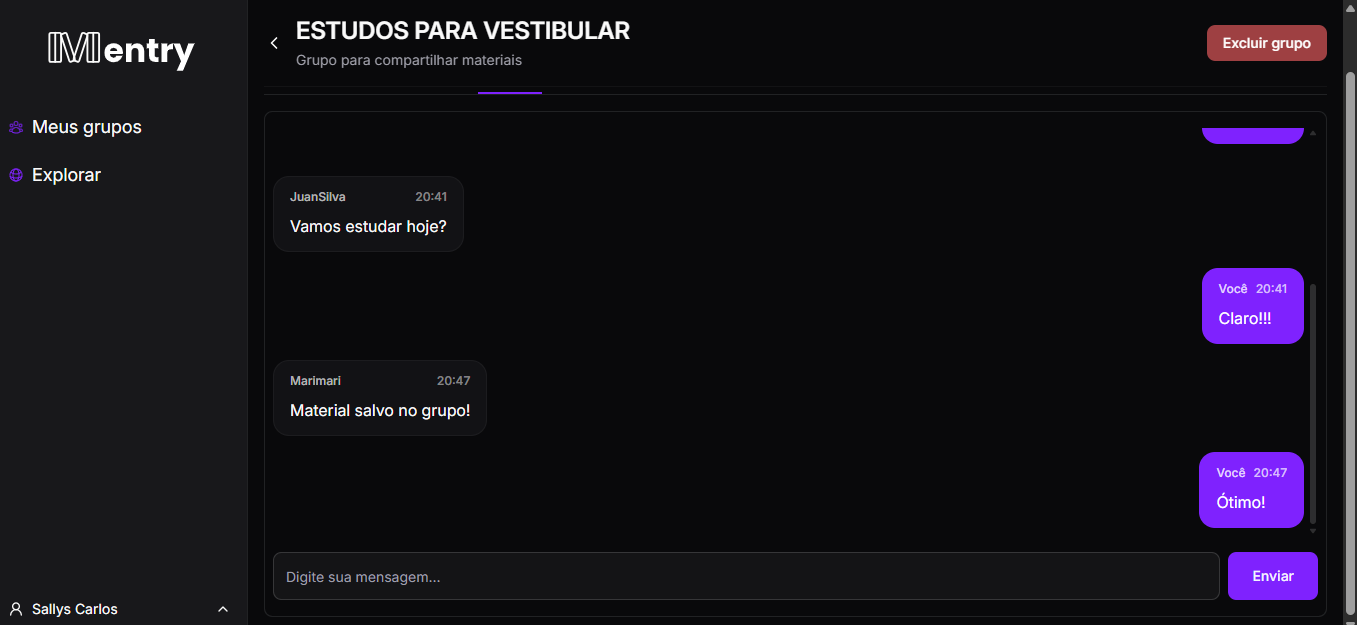 Mentry
Meus grupos
Explorar
ESTUDOS PARA VESTIBULAR
Grupo para compartilhar materiais
Excluir grupo
JuanSilva 20:41
Vamos estudar hoje?
Você 20:41
Claro!!!
Marimari 20:47
Material salvo no grupo!
Você 20:47
Ótimo!
Digite sua mensagem...
Enviar
Sallys Carlos